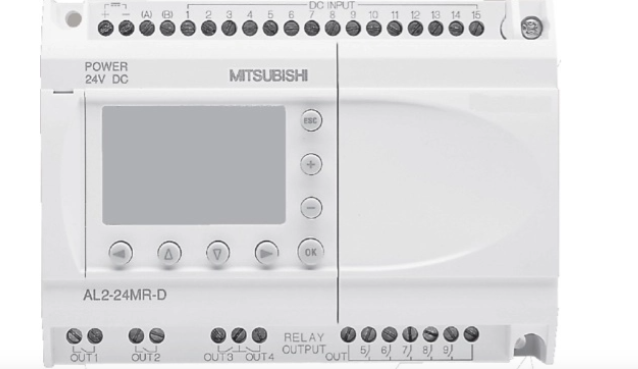 DC INPUT
+ − (A) (H) 1 2 3 4 5 6 7 8 9 10 11 12 13 14 15
POWER
24V DC
MITSUBISHI
ESC
+
−
OK
AL2-24MR-D
RELAY
OUTPUT
OUT1 OUT2 OUT3 OUT4 OUT 5 6 7 8 9